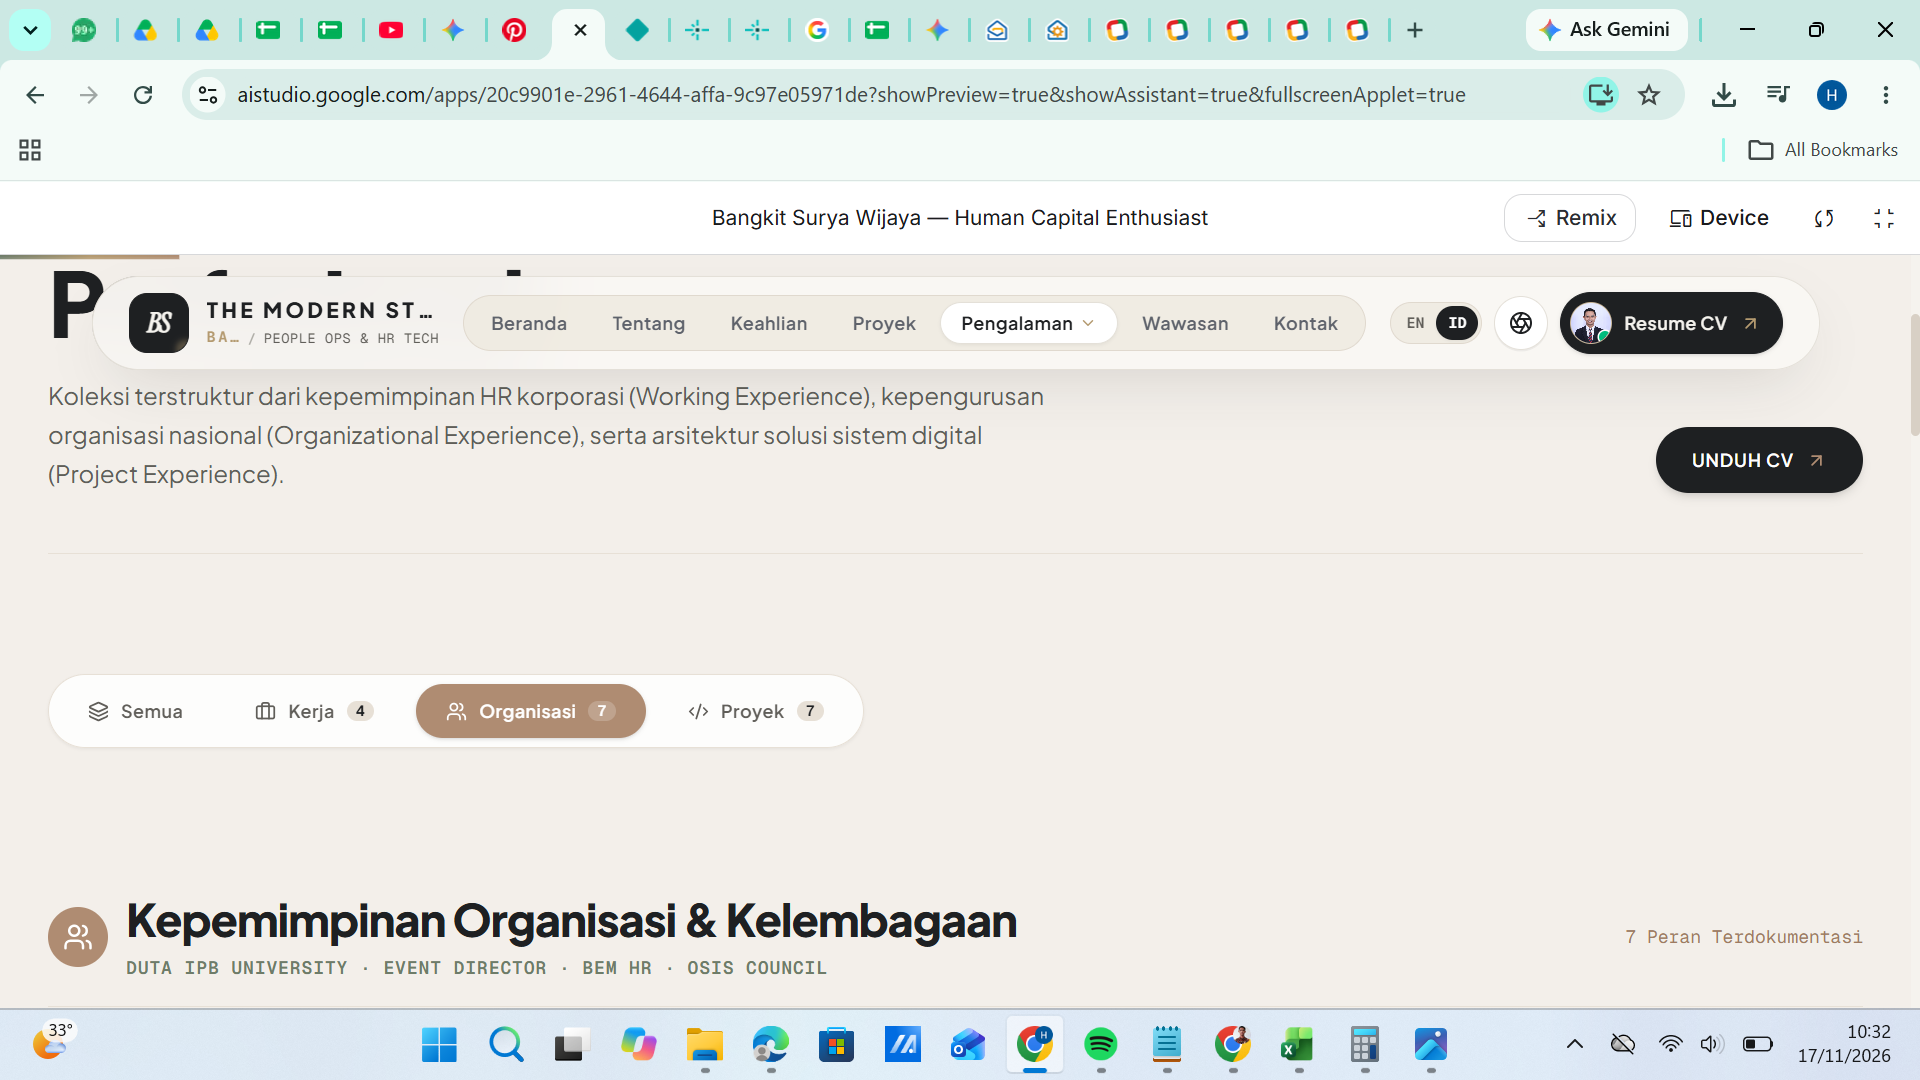 99+
Ask Gemini
aistudio.google.com/apps/20c9901e-2961-4644-affa-9c97e05971de?showPreview=true&showAssistant=true&fullscreenApplet=true
H
All Bookmarks
Bangkit Surya Wijaya — Human Capital Enthusiast
Remix
Device
BS
THE MODERN ST…
BA… / PEOPLE OPS & HR TECH
Beranda
Tentang
Keahlian
Proyek
Pengalaman
Wawasan
Kontak
EN
ID
Resume CV
Koleksi terstruktur dari kepemimpinan HR korporasi (Working Experience), kepengurusan
organisasi nasional (Organizational Experience), serta arsitektur solusi sistem digital
(Project Experience).
UNDUH CV
Semua
Kerja 4
Organisasi 7
Proyek 7
Kepemimpinan Organisasi & Kelembagaan
DUTA IPB UNIVERSITY · EVENT DIRECTOR · BEM HR · OSIS COUNCIL
7 Peran Terdokumentasi
33°
10:32
17/11/2026